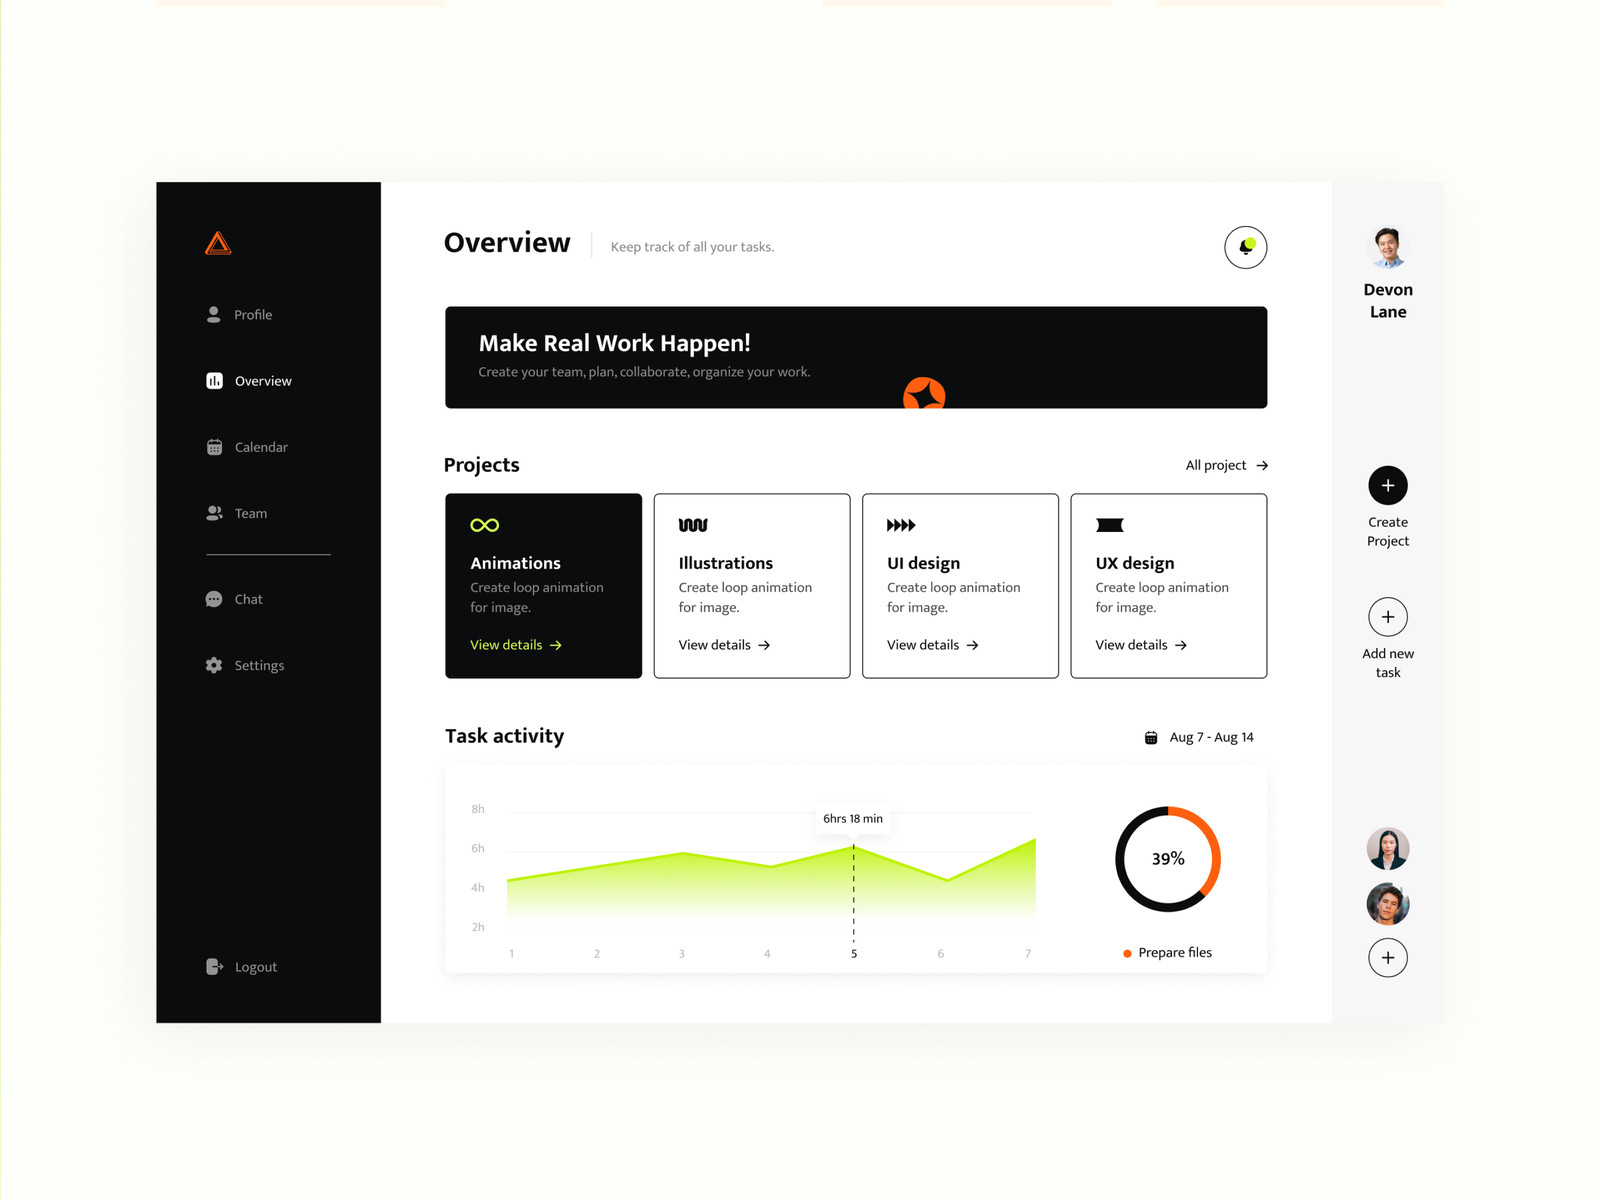 Profile
Overview
Calendar
Team
Chat
Settings
Logout
Overview
Keep track of all your tasks.
Make Real Work Happen!
Create your team, plan, collaborate, organize your work.
Projects
All project
Animations
Create loop animation
for image.
View details
Illustrations
Create loop animation
for image.
View details
UI design
Create loop animation
for image.
View details
UX design
Create loop animation
for image.
View details
Task activity
Aug 7 - Aug 14
8h
6h
4h
2h
6hrs 18 min
1 2 3 4 5 6 7
39%
Prepare files
Devon
Lane
Create
Project
Add new
task